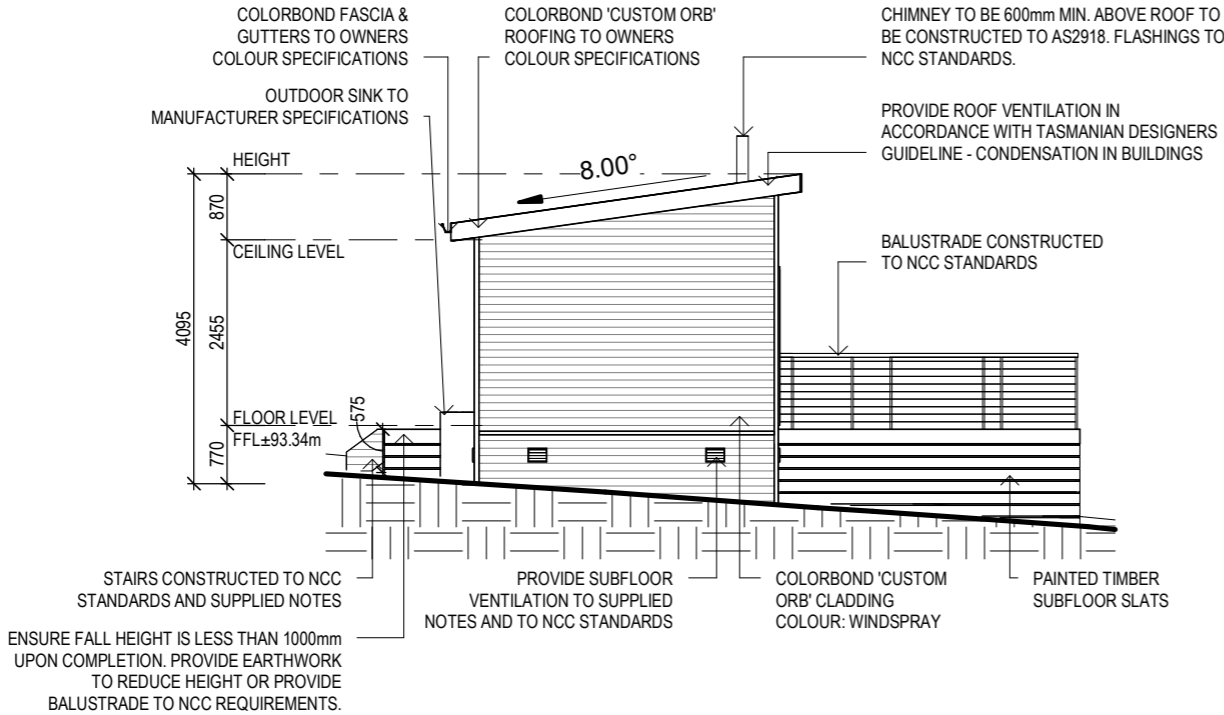 COLORBOND FASCIA &
GUTTERS TO OWNERS
COLOUR SPECIFICATIONS
COLORBOND 'CUSTOM ORB'
ROOFING TO OWNERS
COLOUR SPECIFICATIONS
CHIMNEY TO BE 600mm MIN. ABOVE ROOF TO
BE CONSTRUCTED TO AS2918. FLASHINGS TO
NCC STANDARDS.
OUTDOOR SINK TO
MANUFACTURER SPECIFICATIONS
PROVIDE ROOF VENTILATION IN
ACCORDANCE WITH TASMANIAN DESIGNERS
GUIDELINE - CONDENSATION IN BUILDINGS
HEIGHT
8.00°
870
CEILING LEVEL
BALUSTRADE CONSTRUCTED
TO NCC STANDARDS
4095
2455
FLOOR LEVEL
FFL±93.34m
575
770
STAIRS CONSTRUCTED TO NCC
STANDARDS AND SUPPLIED NOTES
PROVIDE SUBFLOOR
VENTILATION TO SUPPLIED
NOTES AND TO NCC STANDARDS
COLORBOND 'CUSTOM
ORB' CLADDING
COLOUR: WINDSPRAY
PAINTED TIMBER
SUBFLOOR SLATS
ENSURE FALL HEIGHT IS LESS THAN 1000mm
UPON COMPLETION. PROVIDE EARTHWORK
TO REDUCE HEIGHT OR PROVIDE
BALUSTRADE TO NCC REQUIREMENTS.